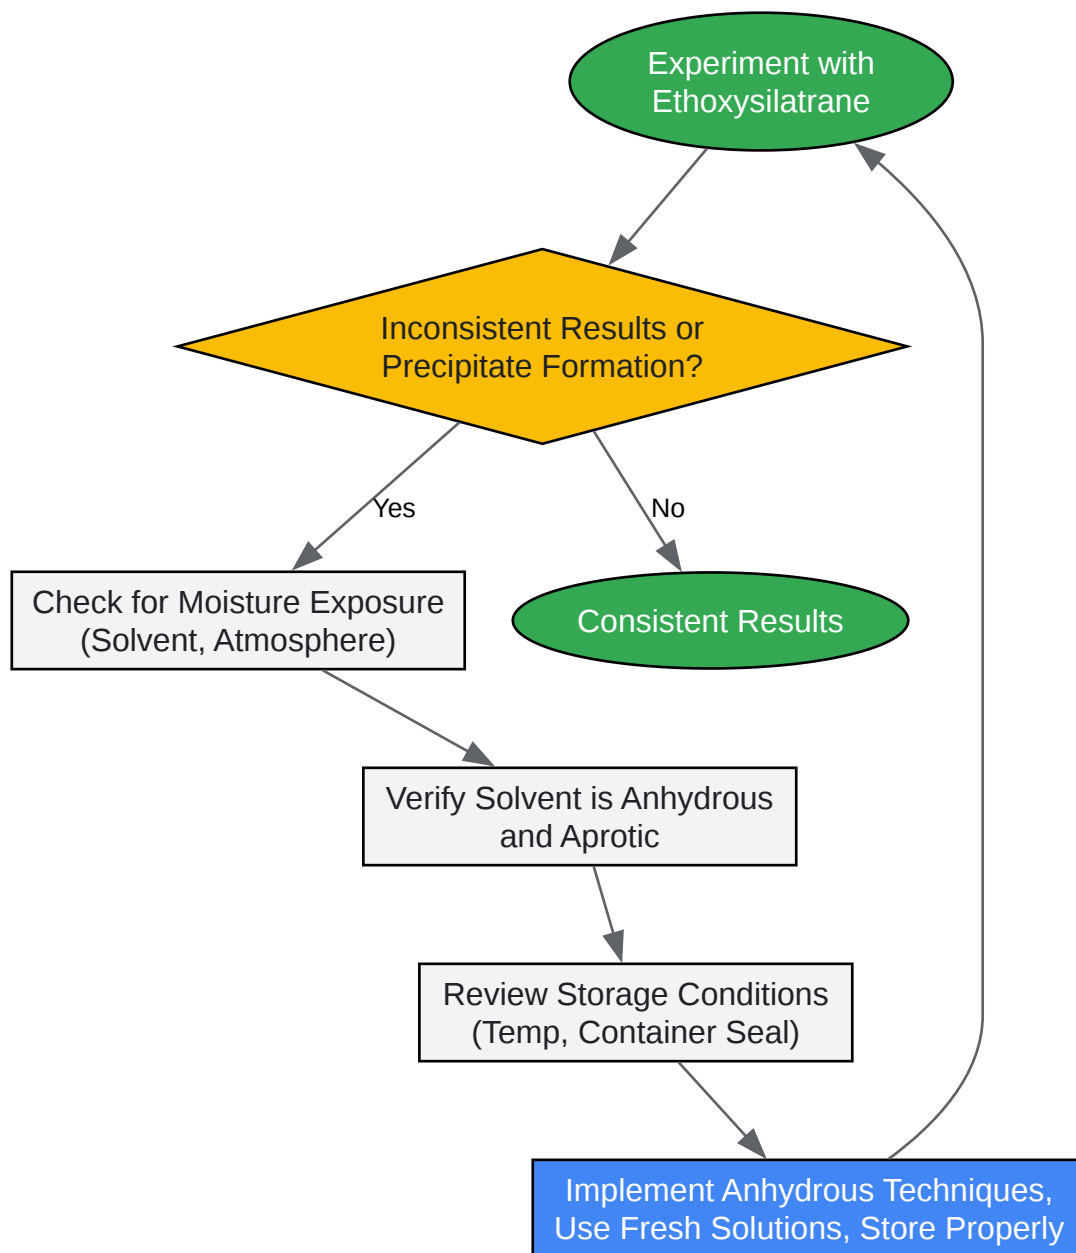 Experiment with
Ethoxysilatrane
Inconsistent Results or
Precipitate Formation?
Yes
No
Check for Moisture Exposure
(Solvent, Atmosphere)
Consistent Results
Verify Solvent is Anhydrous
and Aprotic
Review Storage Conditions
(Temp, Container Seal)
Implement Anhydrous Techniques,
Use Fresh Solutions, Store Properly